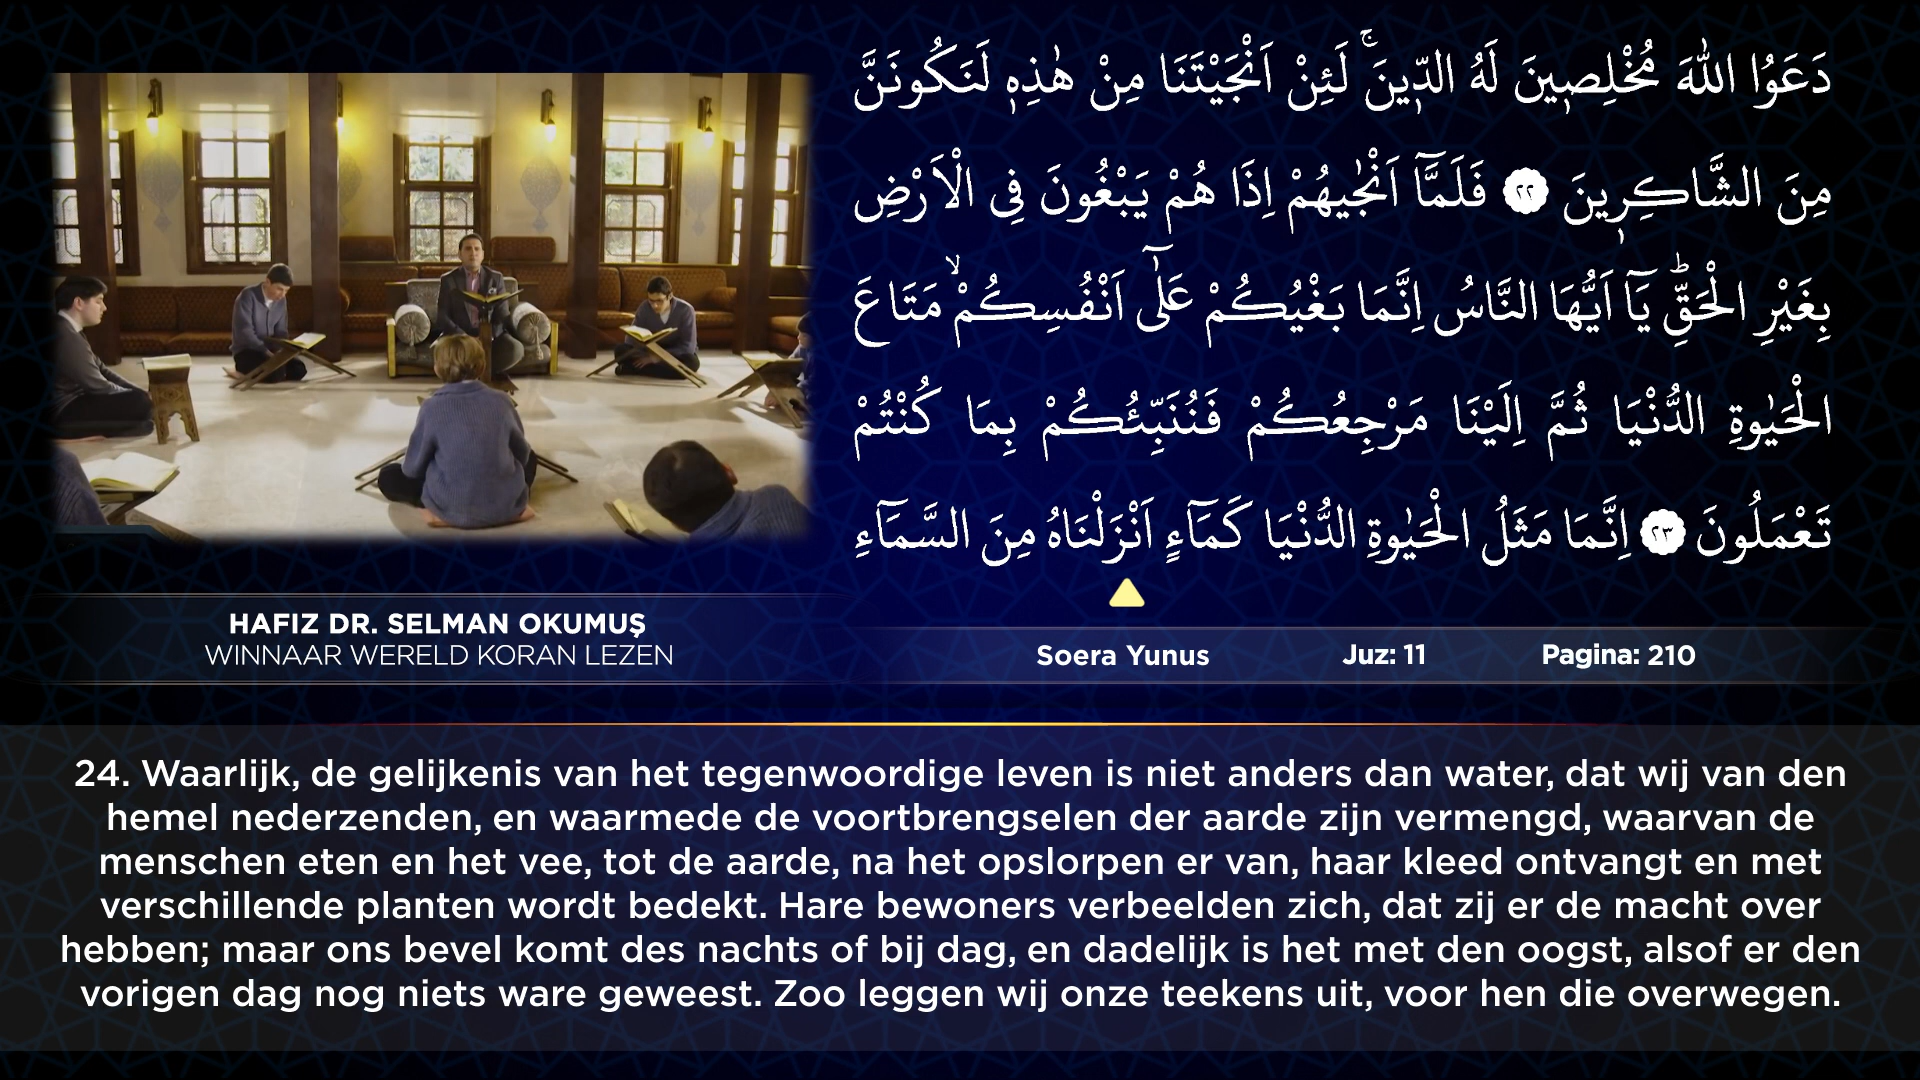 دَعَوُا اللّٰهَ مُخْلِصٖينَ لَهُ الدّٖينَۚ لَئِنْ اَنْجَيْتَنَا مِنْ هٰذِهٖ لَنَكُونَنَّ
مِنَ الشَّاكِرٖينَ ﴿٢٢﴾ فَلَمَّٓا اَنْجٰيهُمْ اِذَا هُمْ يَبْغُونَ فِى الْاَرْضِ
بِغَيْرِ الْحَقِّؕ يَٓا اَيُّهَا النَّاسُ اِنَّمَا بَغْيُكُمْ عَلٰٓى اَنْفُسِكُمْۙ مَتَاعَ
الْحَيٰوةِ الدُّنْيَا ثُمَّ اِلَيْنَا مَرْجِعُكُمْ فَنُنَبِّئُكُمْ بِمَا كُنْتُمْ
تَعْمَلُونَ ﴿٢٣﴾ اِنَّمَا مَثَلُ الْحَيٰوةِ الدُّنْيَا كَمَٓاءٍ اَنْزَلْنَاهُ مِنَ السَّمَٓاءِ
HAFIZ DR. SELMAN OKUMUŞ
WINNAAR WERELD KORAN LEZEN
Soera Yunus Juz: 11 Pagina: 210
24. Waarlijk, de gelijkenis van het tegenwoordige leven is niet anders dan water, dat wij van den
hemel nederzenden, en waarmede de voortbrengselen der aarde zijn vermengd, waarvan de
menschen eten en het vee, tot de aarde, na het opslorpen er van, haar kleed ontvangt en met
verschillende planten wordt bedekt. Hare bewoners verbeelden zich, dat zij er de macht over
hebben; maar ons bevel komt des nachts of bij dag, en dadelijk is het met den oogst, alsof er den
vorigen dag nog niets ware geweest. Zoo leggen wij onze teekens uit, voor hen die overwegen.